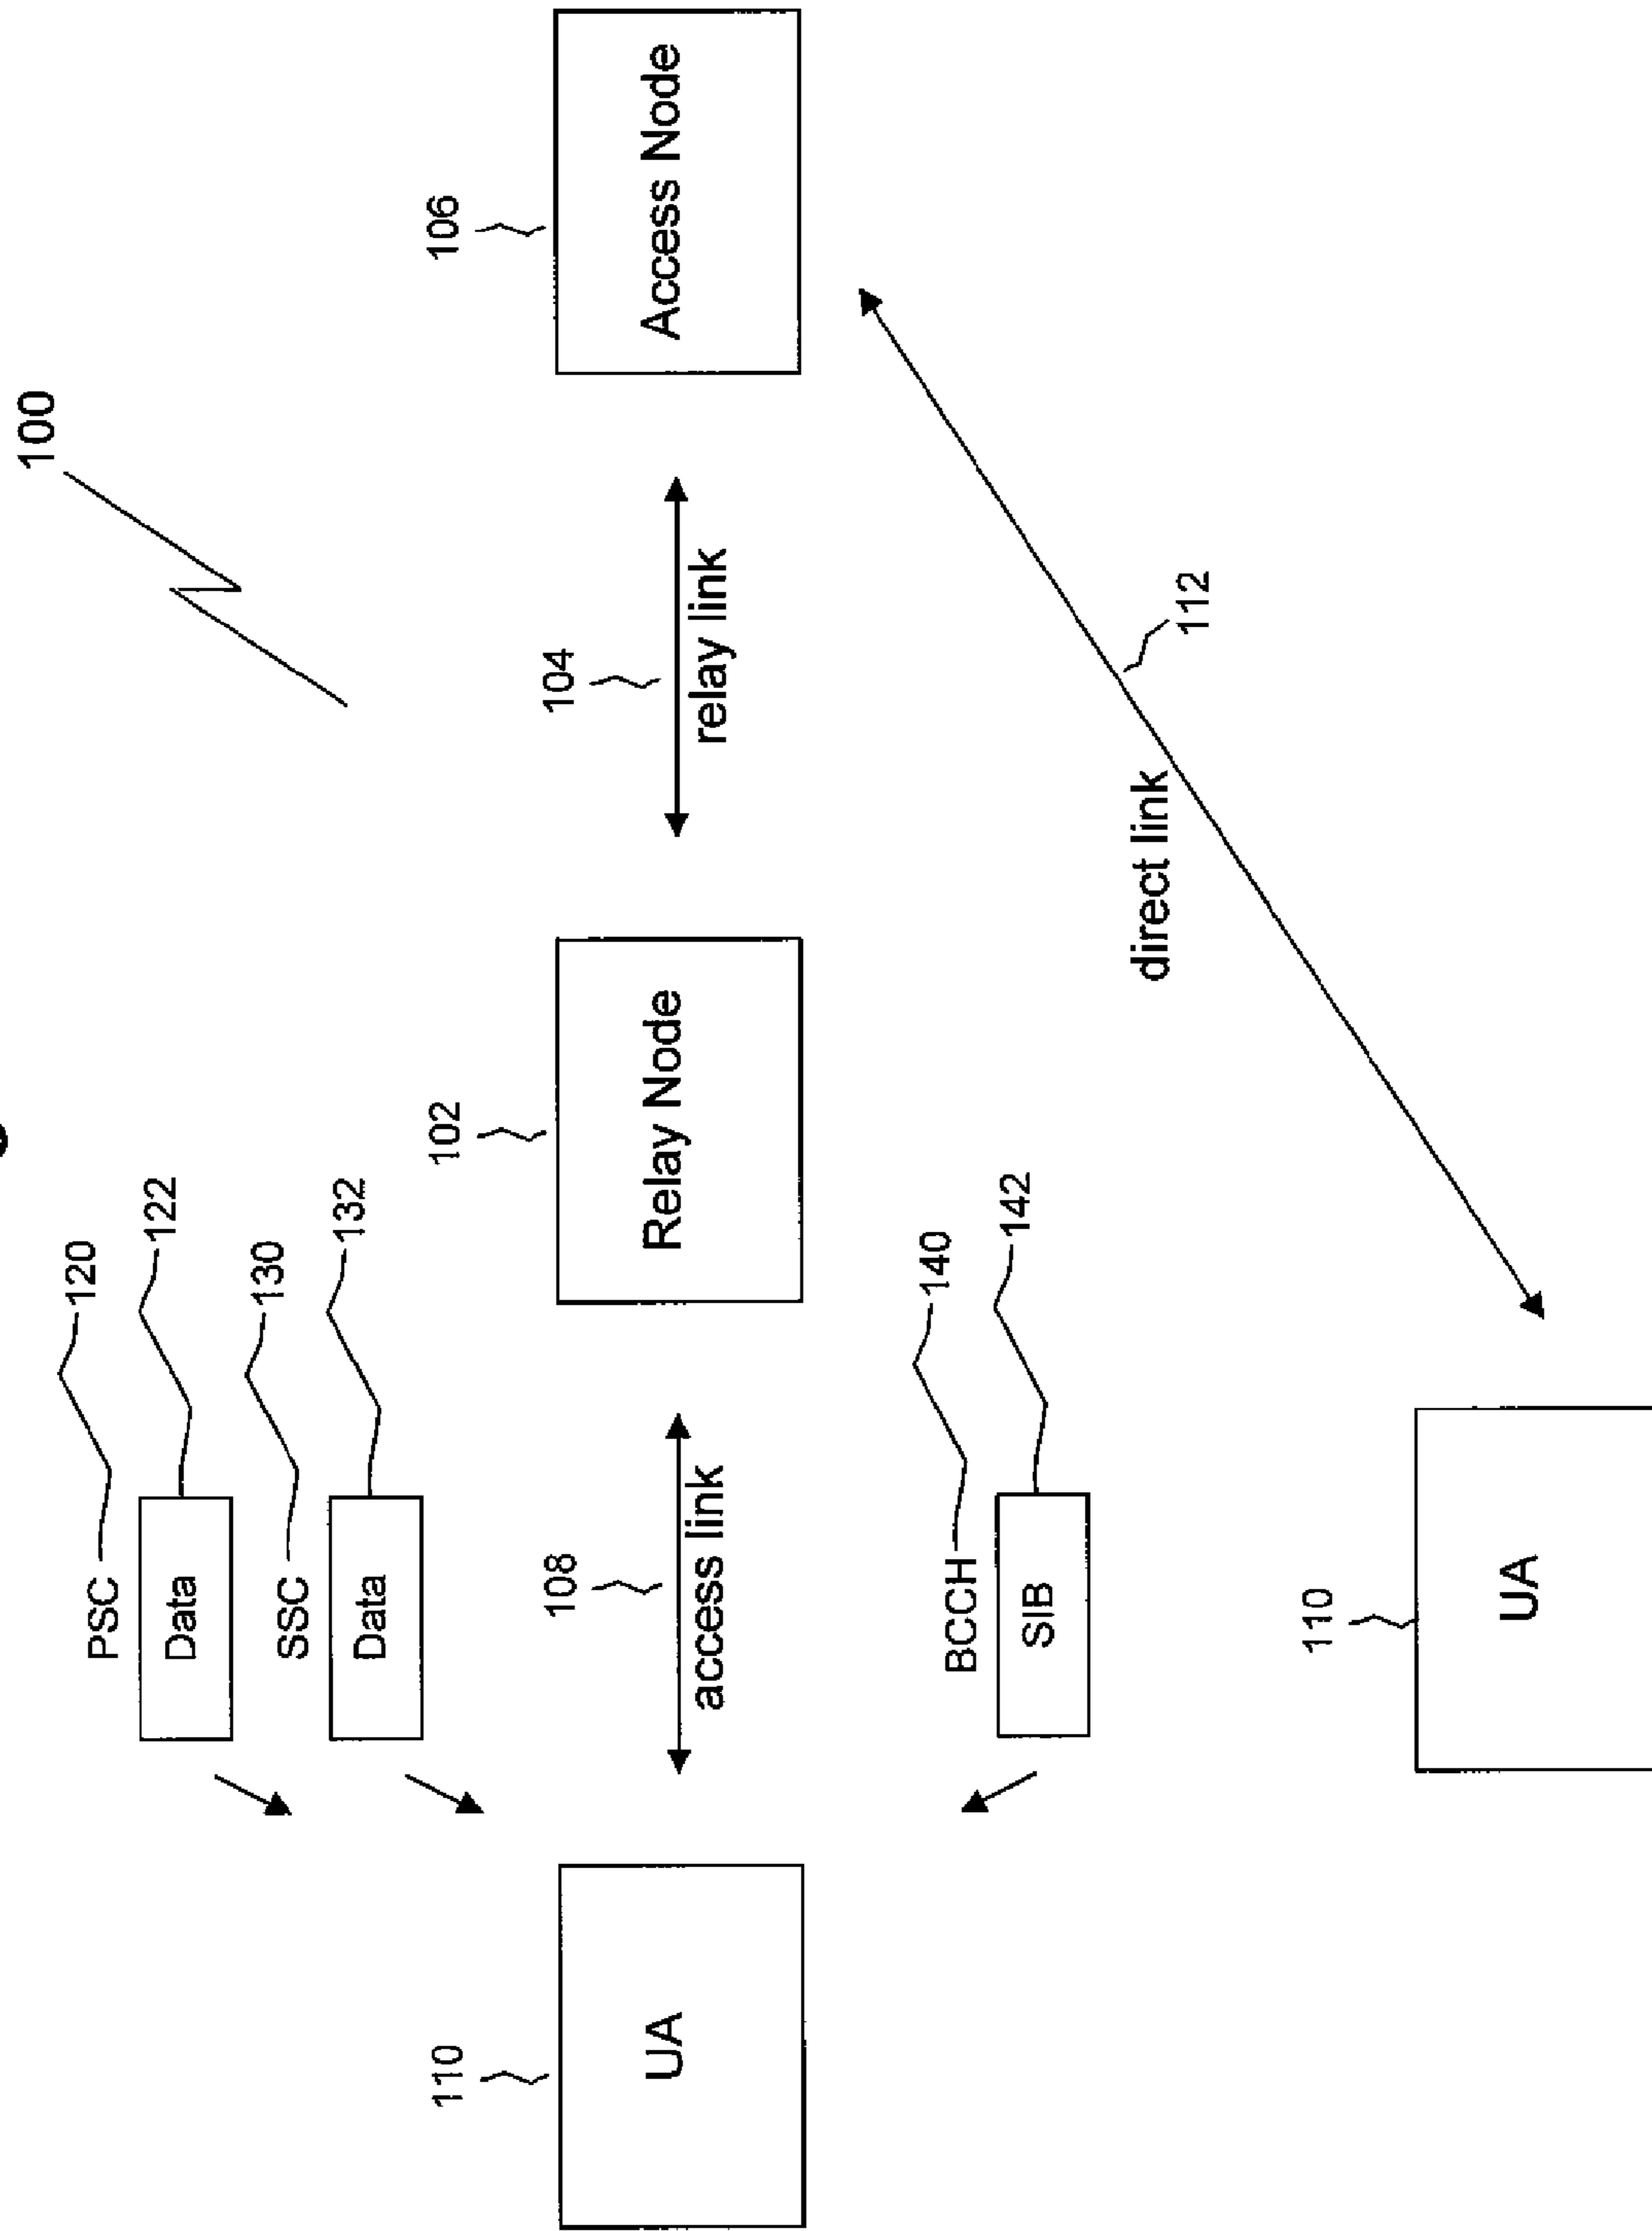 100
PSC 120
Data 122
SSC 130
Data 132
110
UA
108
access link
102
Relay Node
104
relay link
106
Access Node
BCCH 140
SIB 142
direct link
112
110
UA